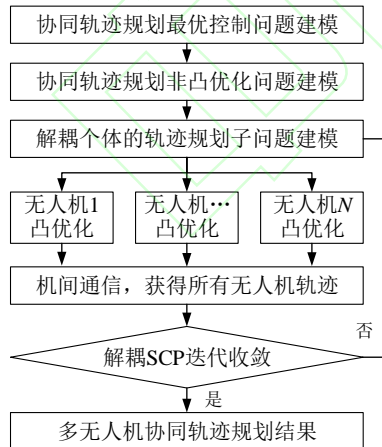 协同轨迹规划最优控制问题建模
协同轨迹规划非凸优化问题建模
解耦个体的轨迹规划子问题建模
无人机1
凸优化
无人机…
凸优化
无人机N
凸优化
机间通信，获得所有无人机轨迹
否
解耦SCP迭代收敛
是
多无人机协同轨迹规划结果